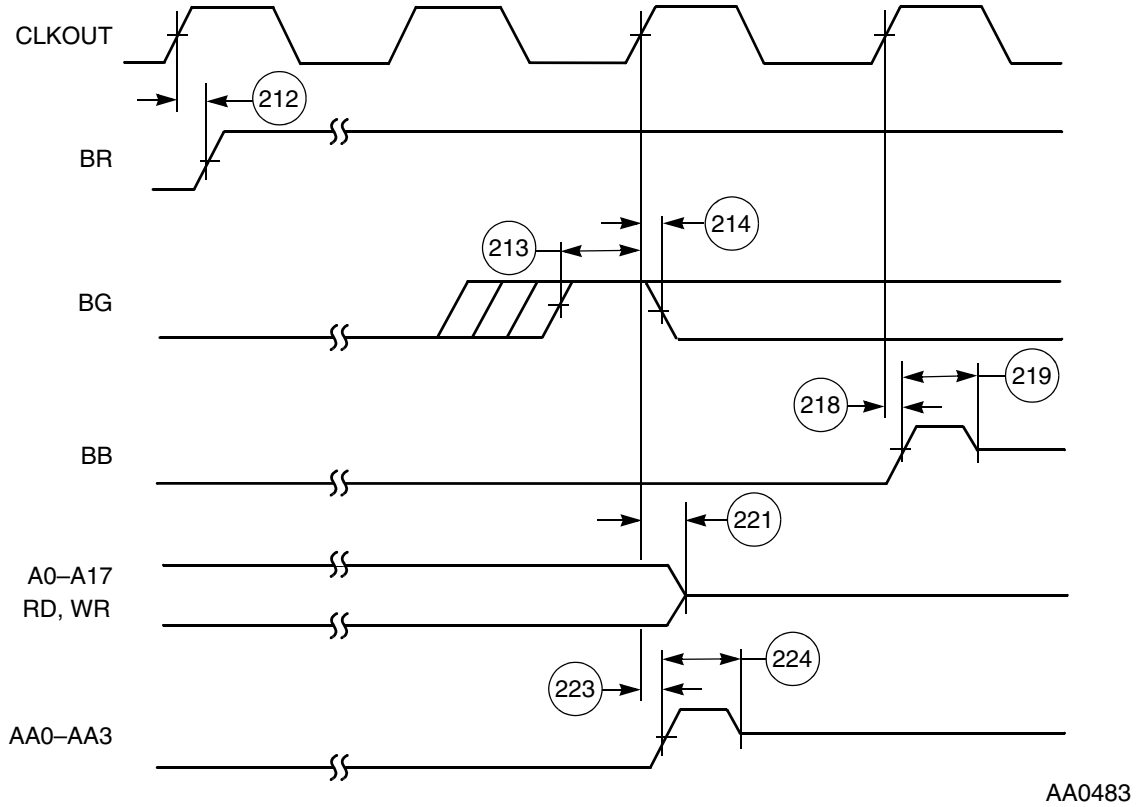 CLKOUT
212
BR
214
213
BG
219
218
BB
221
A0–A17
RD, WR
224
223
AA0–AA3
AA0483